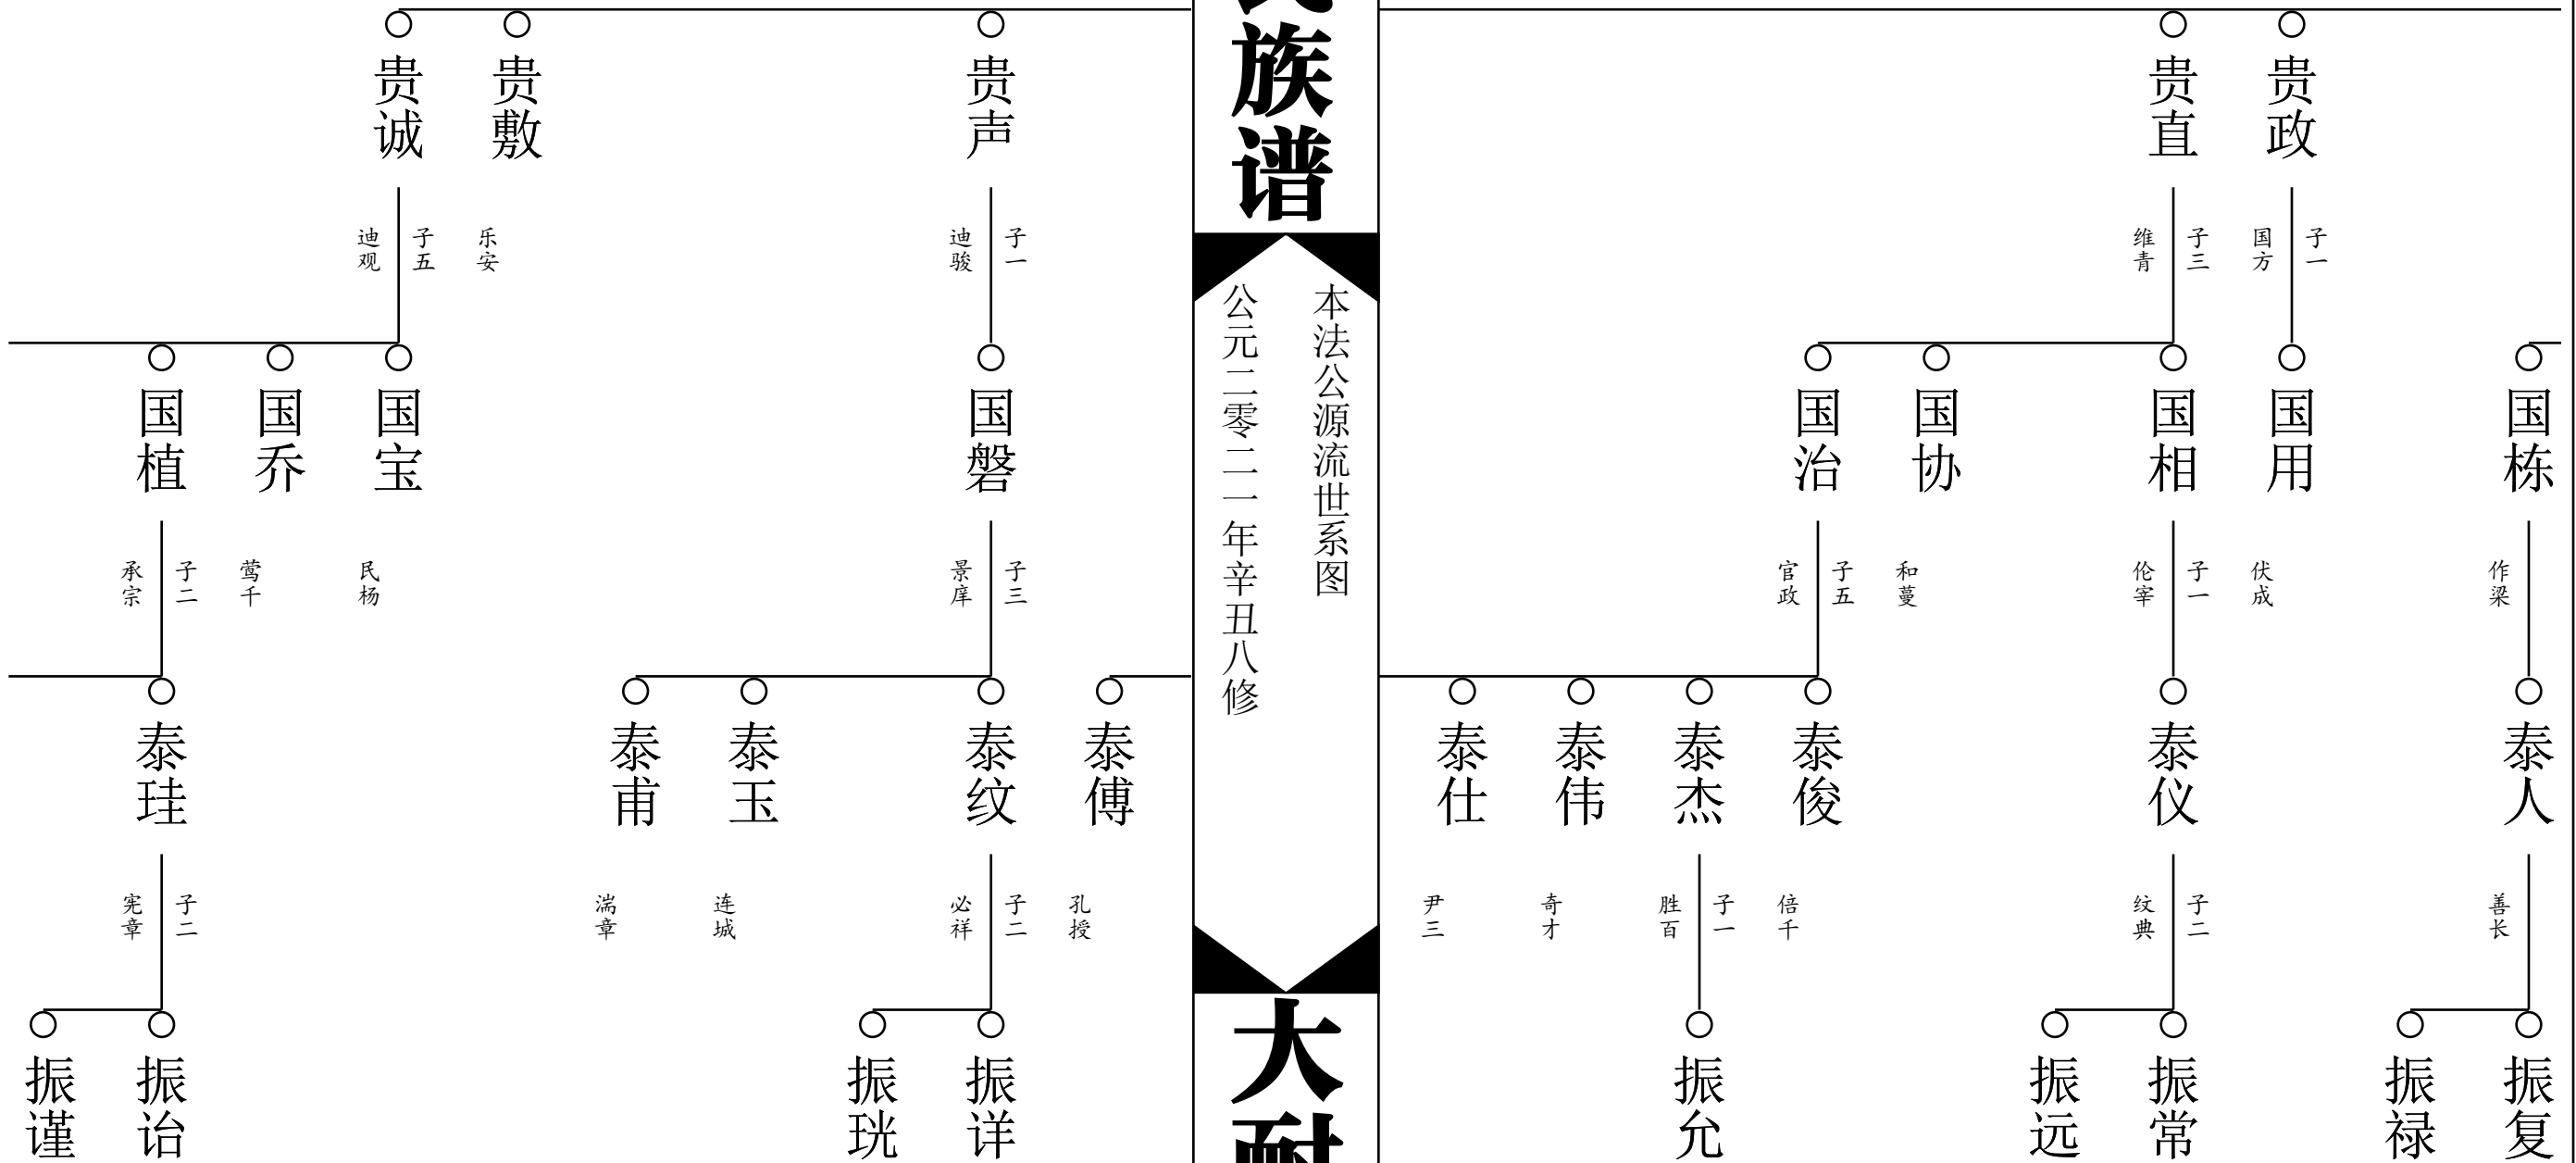 贵政
贵直
贵声
贵敷
贵诚
子一
国方
子三
维青
子一
迪骏
乐安
子五
迪观
国栋
国用
国相
国协
国治
国磐
国宝
国乔
国植
作梁
伏成
子一
伦宰
和蔓
子五
官政
子三
景庠
民杨
莺千
子二
承宗
泰人
泰仪
泰俊
泰杰
泰伟
泰仕
泰傅
泰纹
泰玉
泰甫
泰珪
善长
子二
纹典
倍千
子一
胜百
奇才
尹三
孔授
子二
必祥
连城
湍章
子二
宪章
振复
振禄
振常
振远
振允
振详
振珖
振诒
振谨
族谱
本法公源流世系图
公元二零二一年辛丑八修
大耐